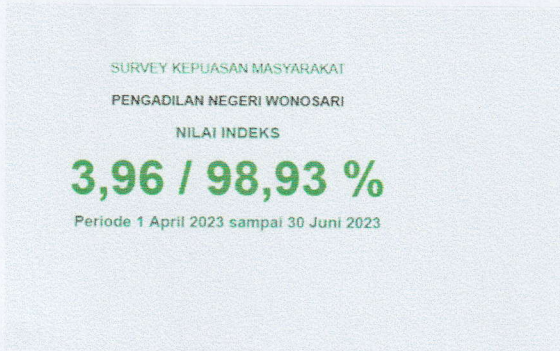 SURVEY KEPUASAN MASYARAKAT
PENGADILAN NEGERI WONOSARI
NILAI INDEKS
3,96 / 98,93 %
Periode 1 April 2023 sampai 30 Juni 2023